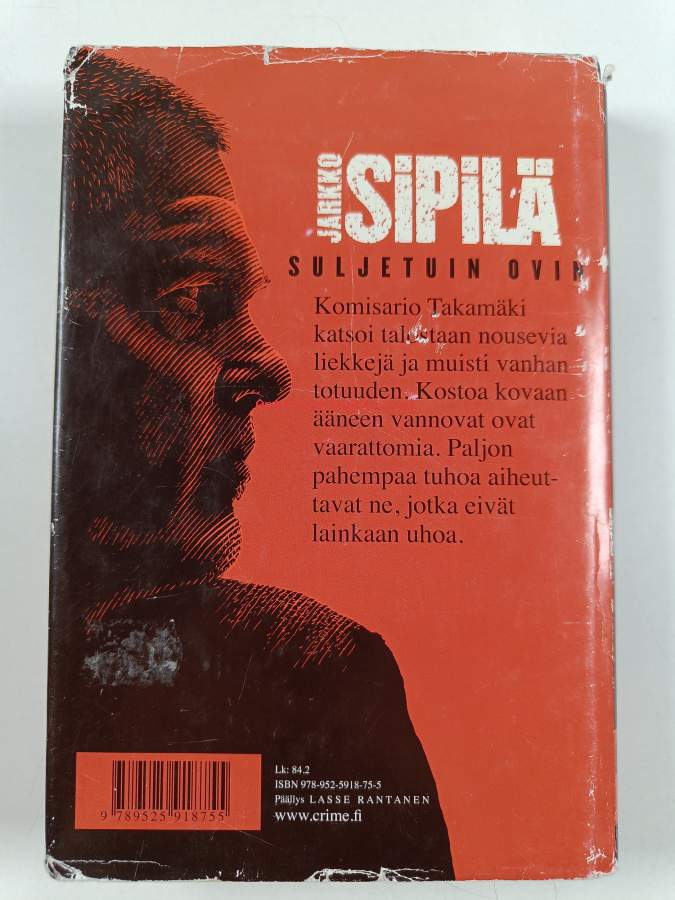 JARKKO
SIPILÄ
SULJETUIN OVIN
Komisario Takamäki
katsoi talostaan nousevia
liekkejä ja muisti vanhan
totuuden. Kostoa kovaan
ääneen vannovat ovat
vaarattomia. Paljon
pahempaa tuhoa aiheut-
tavat ne, jotka eivät
lainkaan uhoa.
Lk: 84.2
ISBN 978-952-5918-75-5
Päällys LASSE RANTANEN
www.crime.fi
9 789525 918755